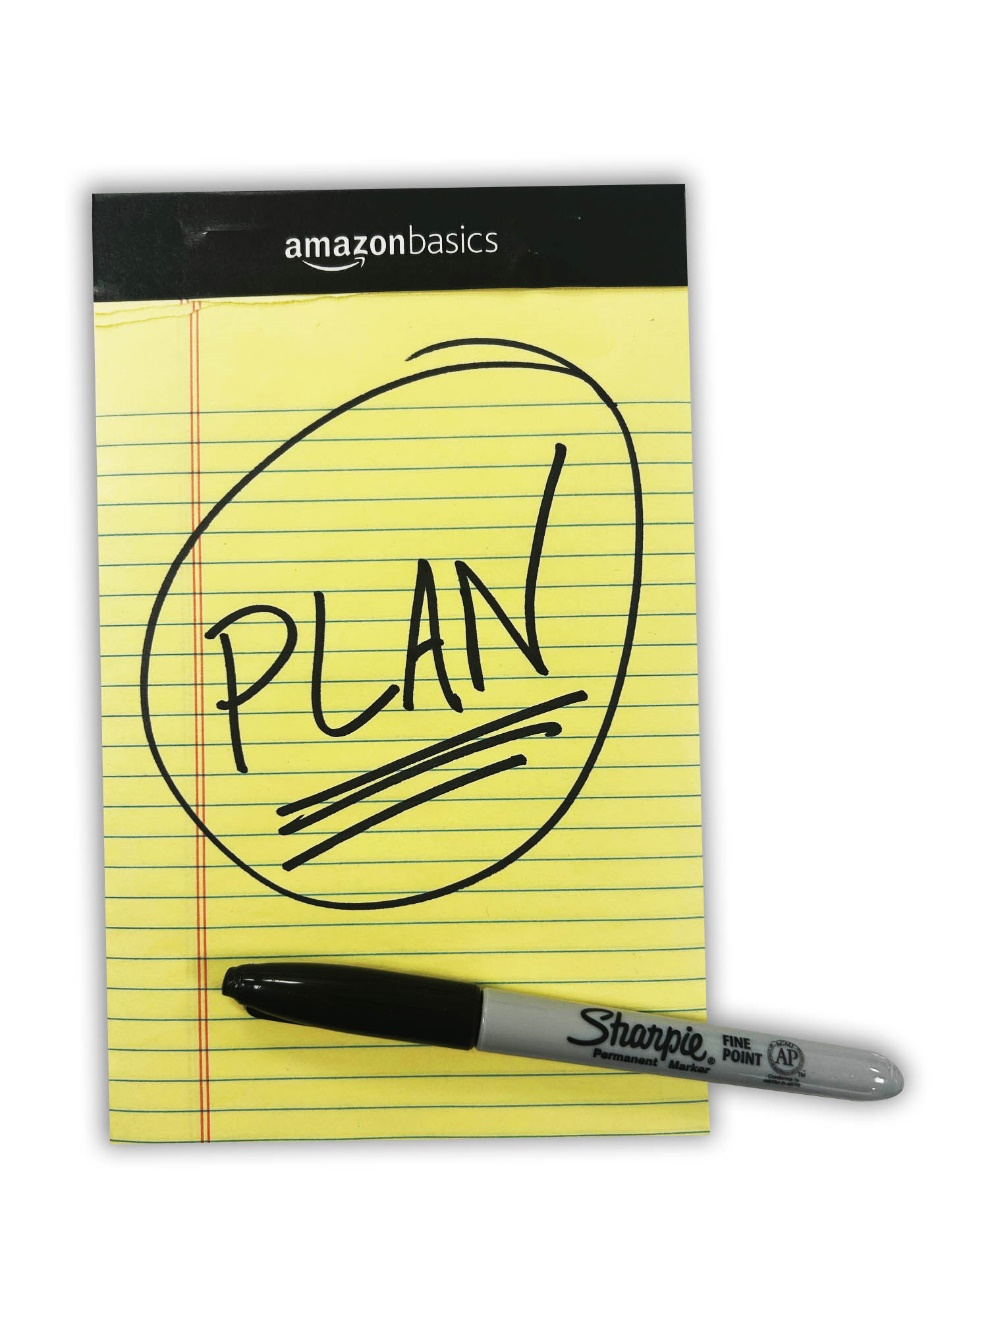 amazonbasics
PLAN
Sharpie®
Permanent Marker
FINE
POINT
AP